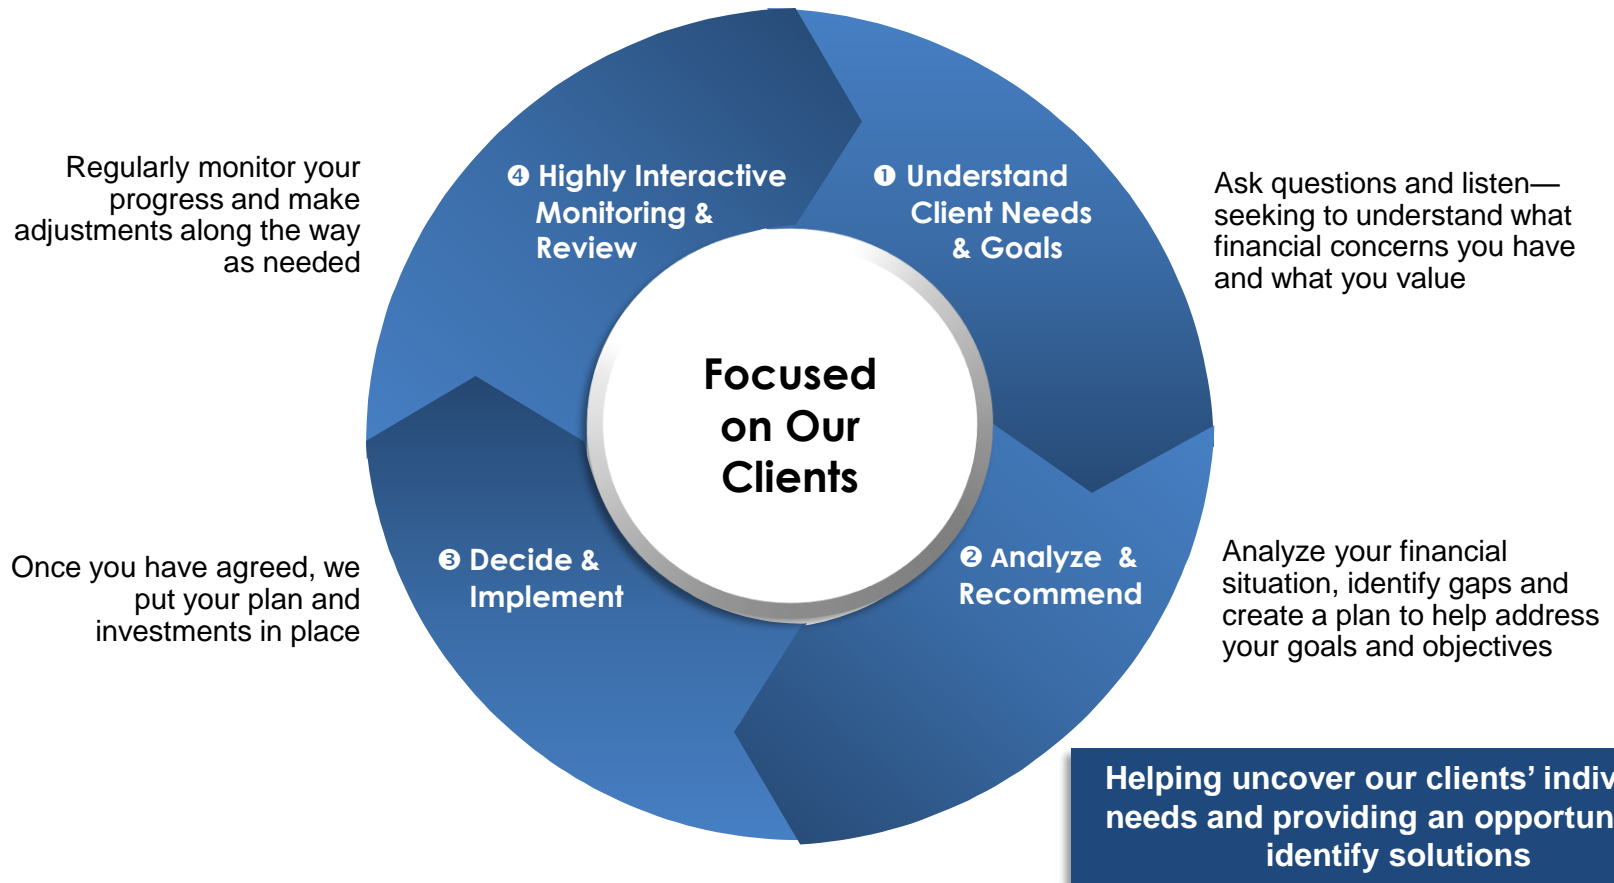 ❹ Highly Interactive
Monitoring &
Review
Regularly monitor your
progress and make
adjustments along the way
as needed
❶ Understand
Client Needs
& Goals
Ask questions and listen—
seeking to understand what
financial concerns you have
and what you value
Focused
on Our
Clients
❸ Decide &
Implement
Once you have agreed, we
put your plan and
investments in place
❷ Analyze &
Recommend
Analyze your financial
situation, identify gaps and
create a plan to help address
your goals and objectives
Helping uncover our clients’
needs and providing an
identify solutions